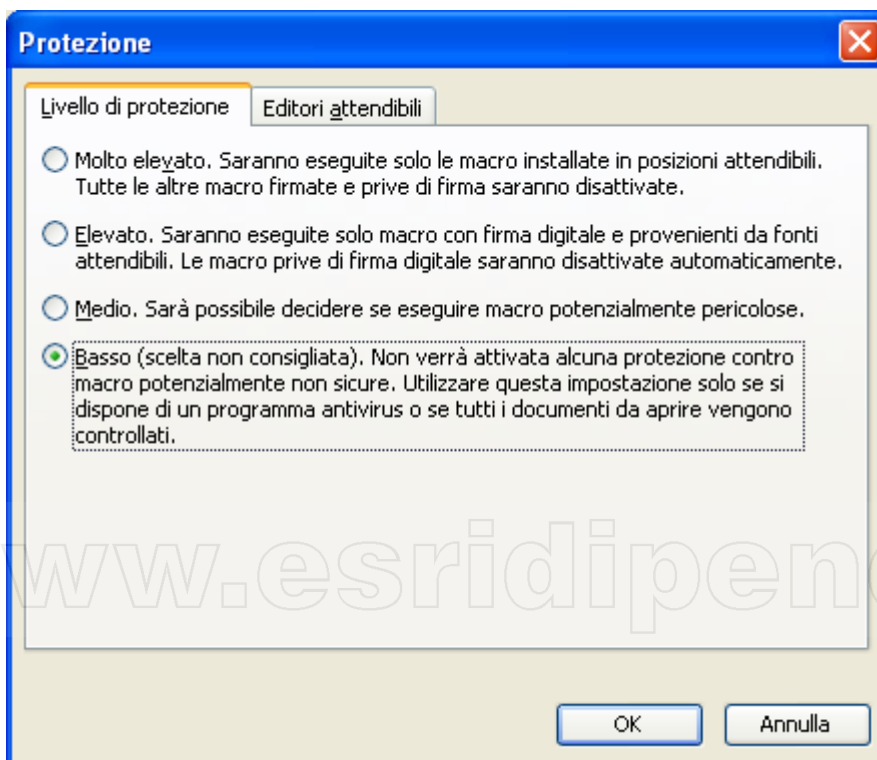 Protezione
Livello di protezione
Editori attendibili
Molto elevato. Saranno eseguite solo le macro installate in posizioni attendibili.
Tutte le altre macro firmate e prive di firma saranno disattivate.
Elevato. Saranno eseguite solo macro con firma digitale e provenienti da fonti
attendibili. Le macro prive di firma digitale saranno disattivate automaticamente.
Medio. Sarà possibile decidere se eseguire macro potenzialmente pericolose.
Basso (scelta non consigliata). Non verrà attivata alcuna protezione contro
macro potenzialmente non sicure. Utilizzare questa impostazione solo se si
dispone di un programma antivirus o se tutti i documenti da aprire vengono
controllati.
ww.esridipen
OK
Annulla